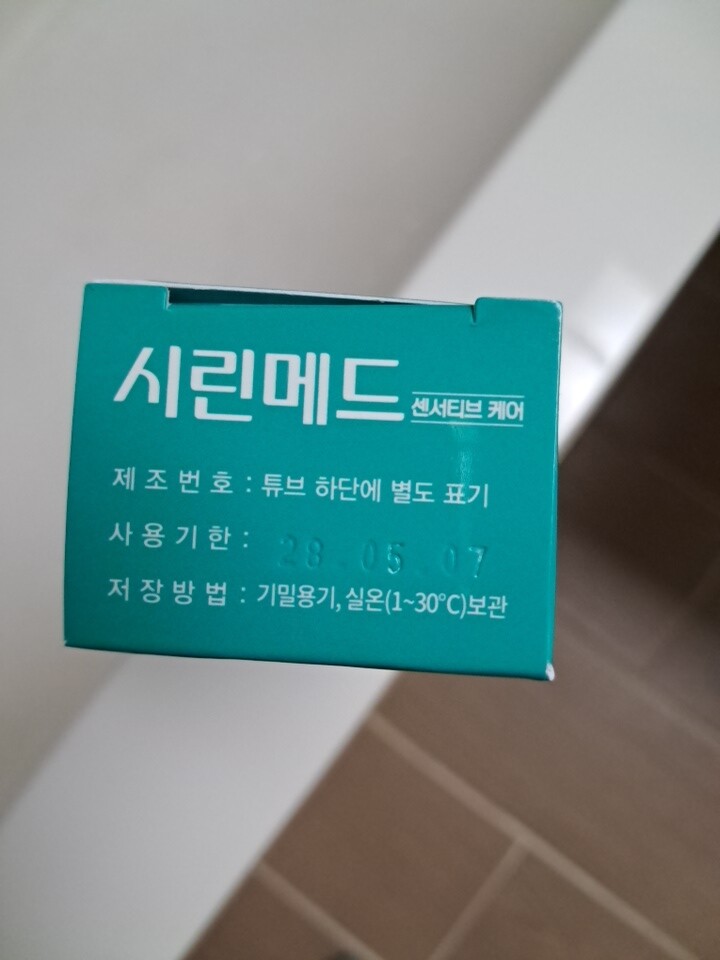 시린메드 센서티브 케어
제조번호 : 튜브 하단에 별도 표기
사용기한 : 28.05.07
저장방법 : 기밀용기, 실온(1~30℃)보관